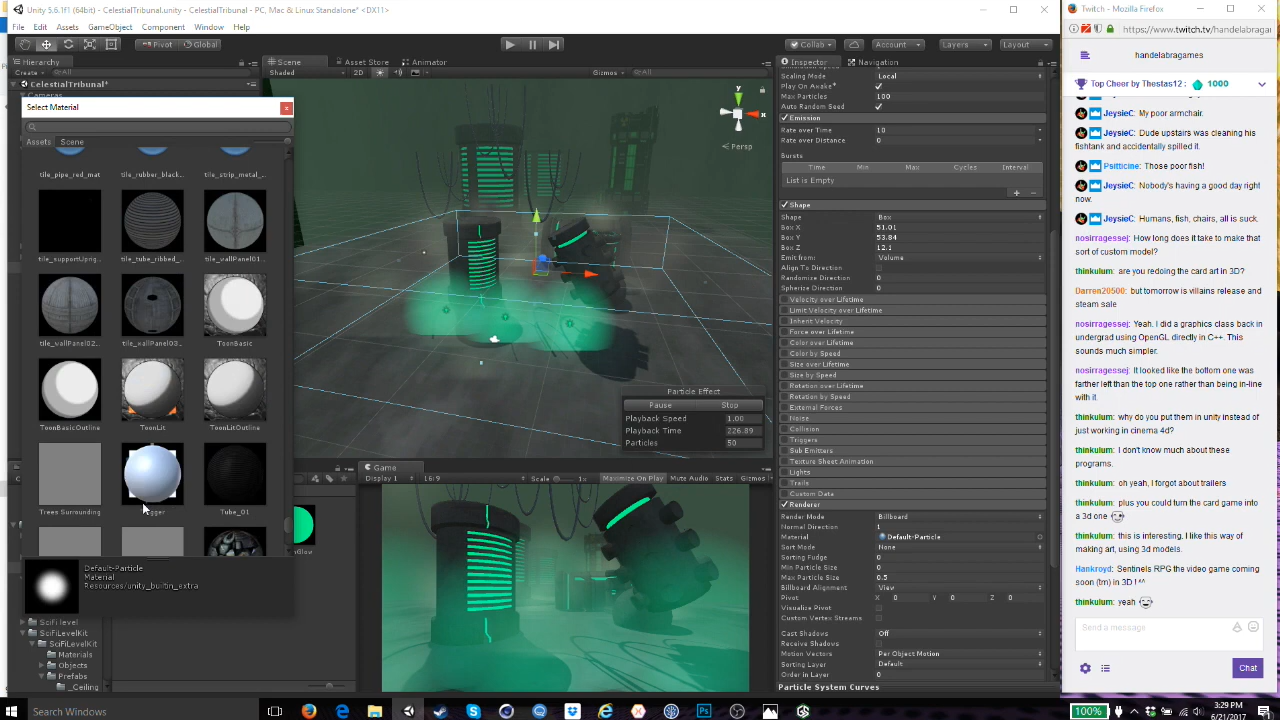 Unity 5.6.1f1 (64bit) - CelestialTribunal.unity - CelestialTribunal - PC, Mac & Linux Standalone* <DX11>
File Edit Assets GameObject Component Window Help
Pivot Global
Collab Account Layers Layout
Hierarchy
Create All
CelestialTribunal*
Cameras
Select Material
Assets Scene
tile_pipe_red_mat tile_rubber_black... tile_strip_metal_...
tile_supportUprig... tile_tube_ribbed_... tile_wallPanel01...
tile_wallPanel02... tile_wallPanel03... ToonBasic
ToonBasicOutline ToonLit ToonLitOutline
Trees Surrounding Tube_01
Default-Particle
Material
Resources/unity_builtin_extra
SciFi level
SciFiLevelKit
SciFiLevelKit
Materials
Objects
Prefabs
_Ceiling
Scene Asset Store Animator
Shaded 2D Gizmos All
Persp
y
x
Particle Effect
Pause Stop
Playback Speed 1.00
Playback Time 226.89
Particles 50
Game
Display 1 16:9 Scale 1x Maximize On Play Mute Audio Stats Gizmos
Inspector Navigation
Scaling Mode Local
Play On Awake*
Max Particles 100
Auto Random Seed
Emission
Rate over Time 10
Rate over Distance 0
Bursts
Time Min Max Cycles Interval
List is Empty
Shape
Shape Box
Box X 51.01
Box Y 53.84
Box Z 12.1
Emit from: Volume
Align To Direction
Randomize Direction 0
Spherize Direction 0
Velocity over Lifetime
Limit Velocity over Lifetime
Inherit Velocity
Force over Lifetime
Color over Lifetime
Color by Speed
Size over Lifetime
Size by Speed
Rotation over Lifetime
Rotation by Speed
External Forces
Noise
Collision
Triggers
Sub Emitters
Texture Sheet Animation
Lights
Trails
Custom Data
Renderer
Render Mode Billboard
Normal Direction 1
Material Default-Particle
Sort Mode None
Sorting Fudge 0
Min Particle Size 0
Max Particle Size 0.5
Billboard Alignment View
Pivot X 0 Y 0 Z 0
Visualize Pivot
Custom Vertex Streams
Cast Shadows Off
Receive Shadows
Motion Vectors Per Object Motion
Sorting Layer Default
Order in Layer 0
Particle System Curves
Twitch - Mozilla Firefox
https://www.twitch.tv/handelabragar
handelabragames
Top Cheer by Thestas12 : 1000
JeysieC: My poor armchair.
JeysieC: Dude upstairs was cleaning his
fishtank and accidentally spilled it.
Psitticine: Those poor fish!
JeysieC: Nobody's having a good day right
now.
JeysieC: Humans, fish, chairs, all is suck.
nosirragessej: How long does it take to make that
sort of custom geometry?
thinkulum: are you redoing the card art in 3D?
Darren20500: but tomorrow is villains release and
steam sale
nosirragessej: Yeah. I did a graphics class back in
undergrad using OpenGL directly in C++. This
sounds much simpler.
nosirragessej: It looked like the bottom one was
farther left than the top one rather than being in-line
with it.
thinkulum: why do you put them in unity instead of
just working in cinema 4d?
thinkulum: I don't know much about these
programs.
thinkulum: oh yeah, I forgot about trailers
thinkulum: plus you could turn the card game into
a 3d one
thinkulum: this is interesting. I like this way of
making art, using 3d models.
Hankroyd: Sentinels RPG the video game coming
soon (tm) in 3D ! ^^
thinkulum: yeah
Send a message
Chat
Search Windows
100%
3:29 PM